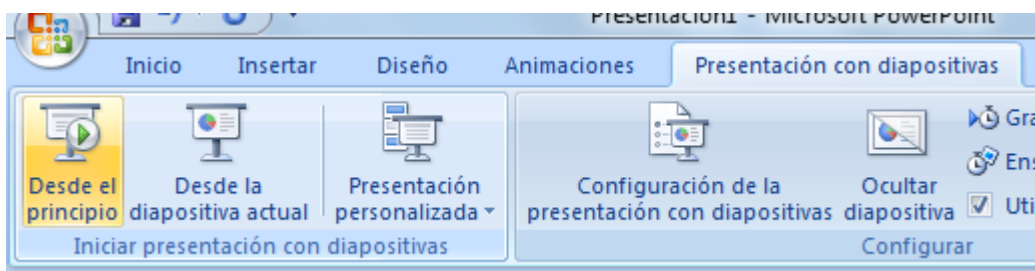 Presentación1 - Microsoft PowerPoint
Inicio Insertar Diseño Animaciones Presentación con diapositivas
Desde el principio
Desde la diapositiva actual
Presentación personalizada
Configuración de la presentación con diapositivas
Ocultar diapositiva
Iniciar presentación con diapositivas
Configurar